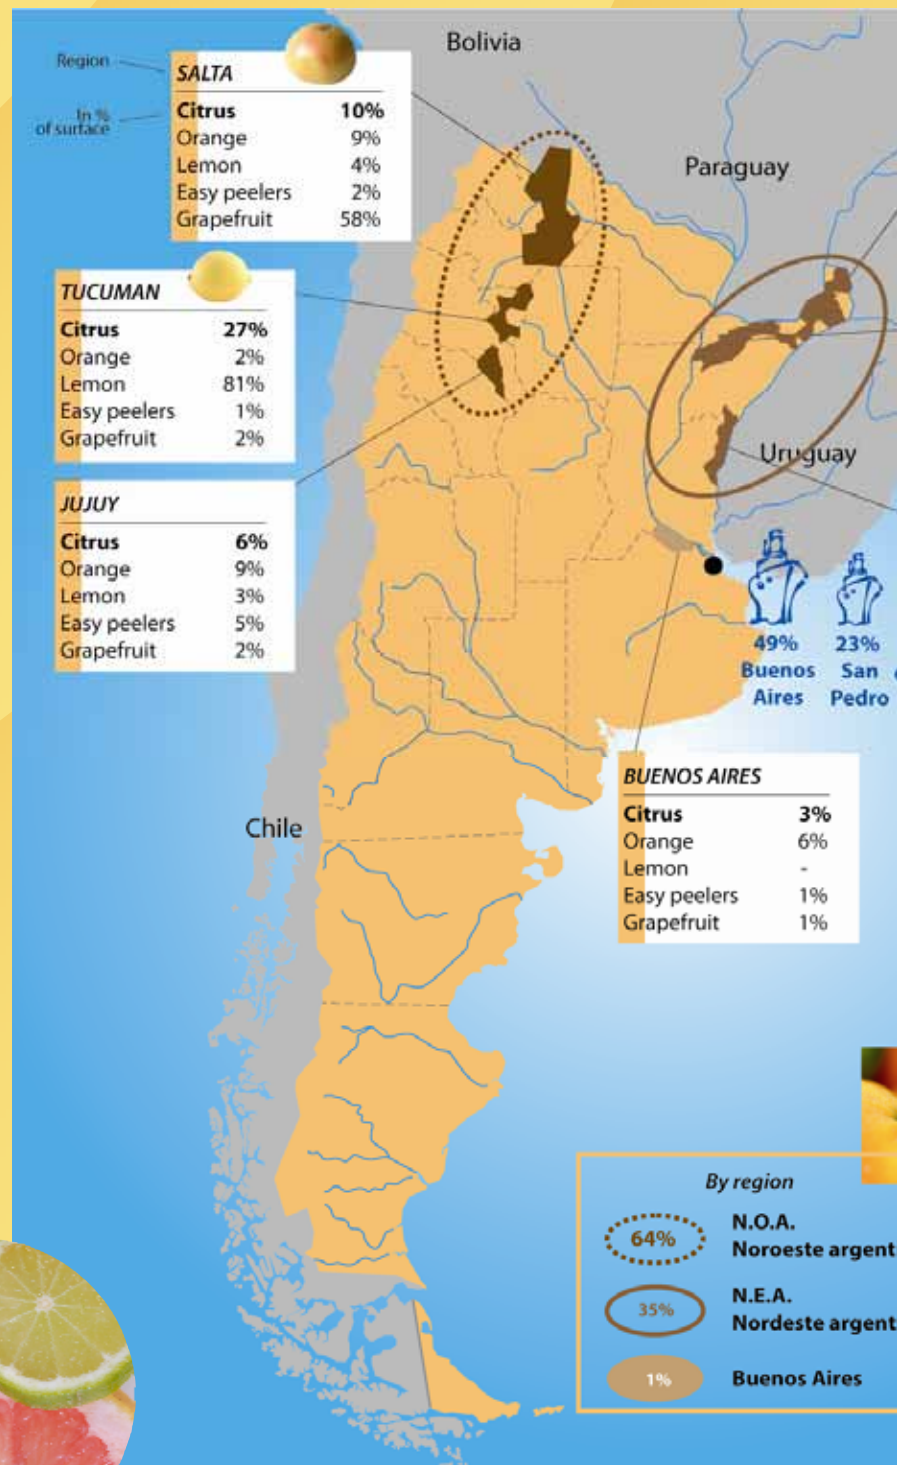 Bolivia
Region
In %
of surface
SALTA
Citrus 10%
Orange 9%
Lemon 4%
Easy peelers 2%
Grapefruit 58%
Paraguay
TUCUMAN
Citrus 27%
Orange 2%
Lemon 81%
Easy peelers 1%
Grapefruit 2%
Uruguay
JUJUY
Citrus 6%
Orange 9%
Lemon 3%
Easy peelers 5%
Grapefruit 2%
49%
Buenos
Aires
23%
San
Pedro
BUENOS AIRES
Citrus 3%
Orange 6%
Lemon -
Easy peelers 1%
Grapefruit 1%
Chile
By region
64%
N.O.A.
Noroeste argent
35%
N.E.A.
Nordeste argent
1%
Buenos Aires